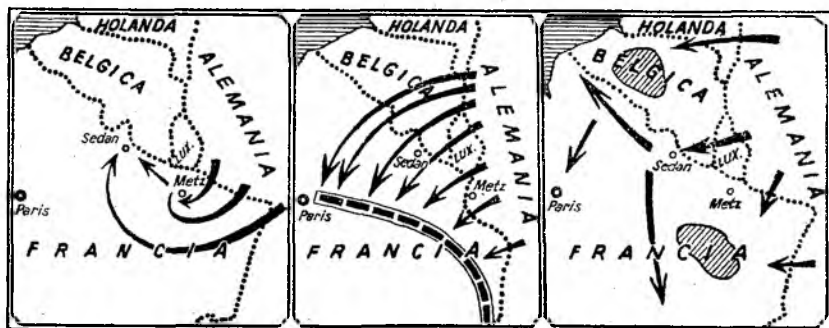 HOLANDA
BELGICA
ALEMANIA
Sedan
LUX.
Metz
Paris
FRANCIA
HOLANDA
BELGICA
ALEMANIA
Sedan
LUX.
Metz
Paris
FRANCIA
HOLANDA
BELGICA
ALEMANIA
Sedan
LUX.
Metz
Paris
FRANCIA